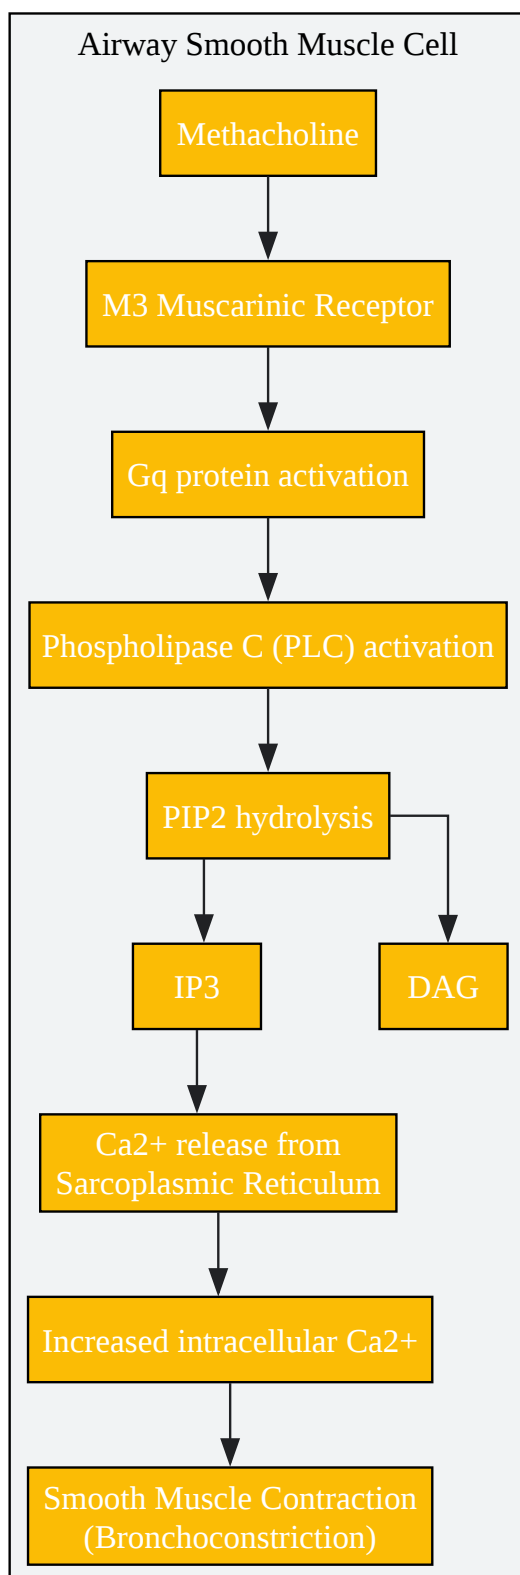 Airway Smooth Muscle Cell
Methacholine
M3 Muscarinic Receptor
Gq protein activation
Phospholipase C (PLC) activation
PIP2 hydrolysis
IP3
DAG
Ca2+ release from
Sarcoplasmic Reticulum
Increased intracellular Ca2+
Smooth Muscle Contraction
(Bronchoconstriction)